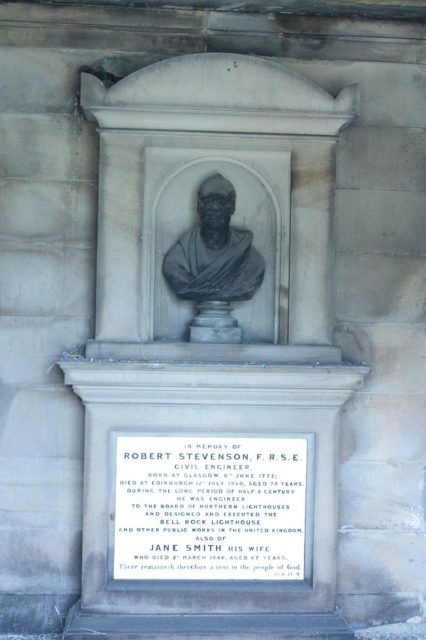 IN MEMORY OF
ROBERT STEVENSON, F.R.S.E.
CIVIL ENGINEER.
BORN AT GLASGOW, 8TH JUNE 1772;
DIED AT EDINBURGH 12TH JULY 1850, AGED 78 YEARS.
DURING THE LONG PERIOD OF HALF A CENTURY
HE WAS ENGINEER
TO THE BOARD OF NORTHERN LIGHTHOUSES
AND DESIGNED AND EXECUTED THE
BELL ROCK LIGHTHOUSE
AND OTHER PUBLIC WORKS IN THE UNITED KINGDOM.
ALSO OF
JANE SMITH HIS WIFE
WHO DIED 2D MARCH 1846, AGED 67 YEARS.
There remaineth therefore a rest to the people of God